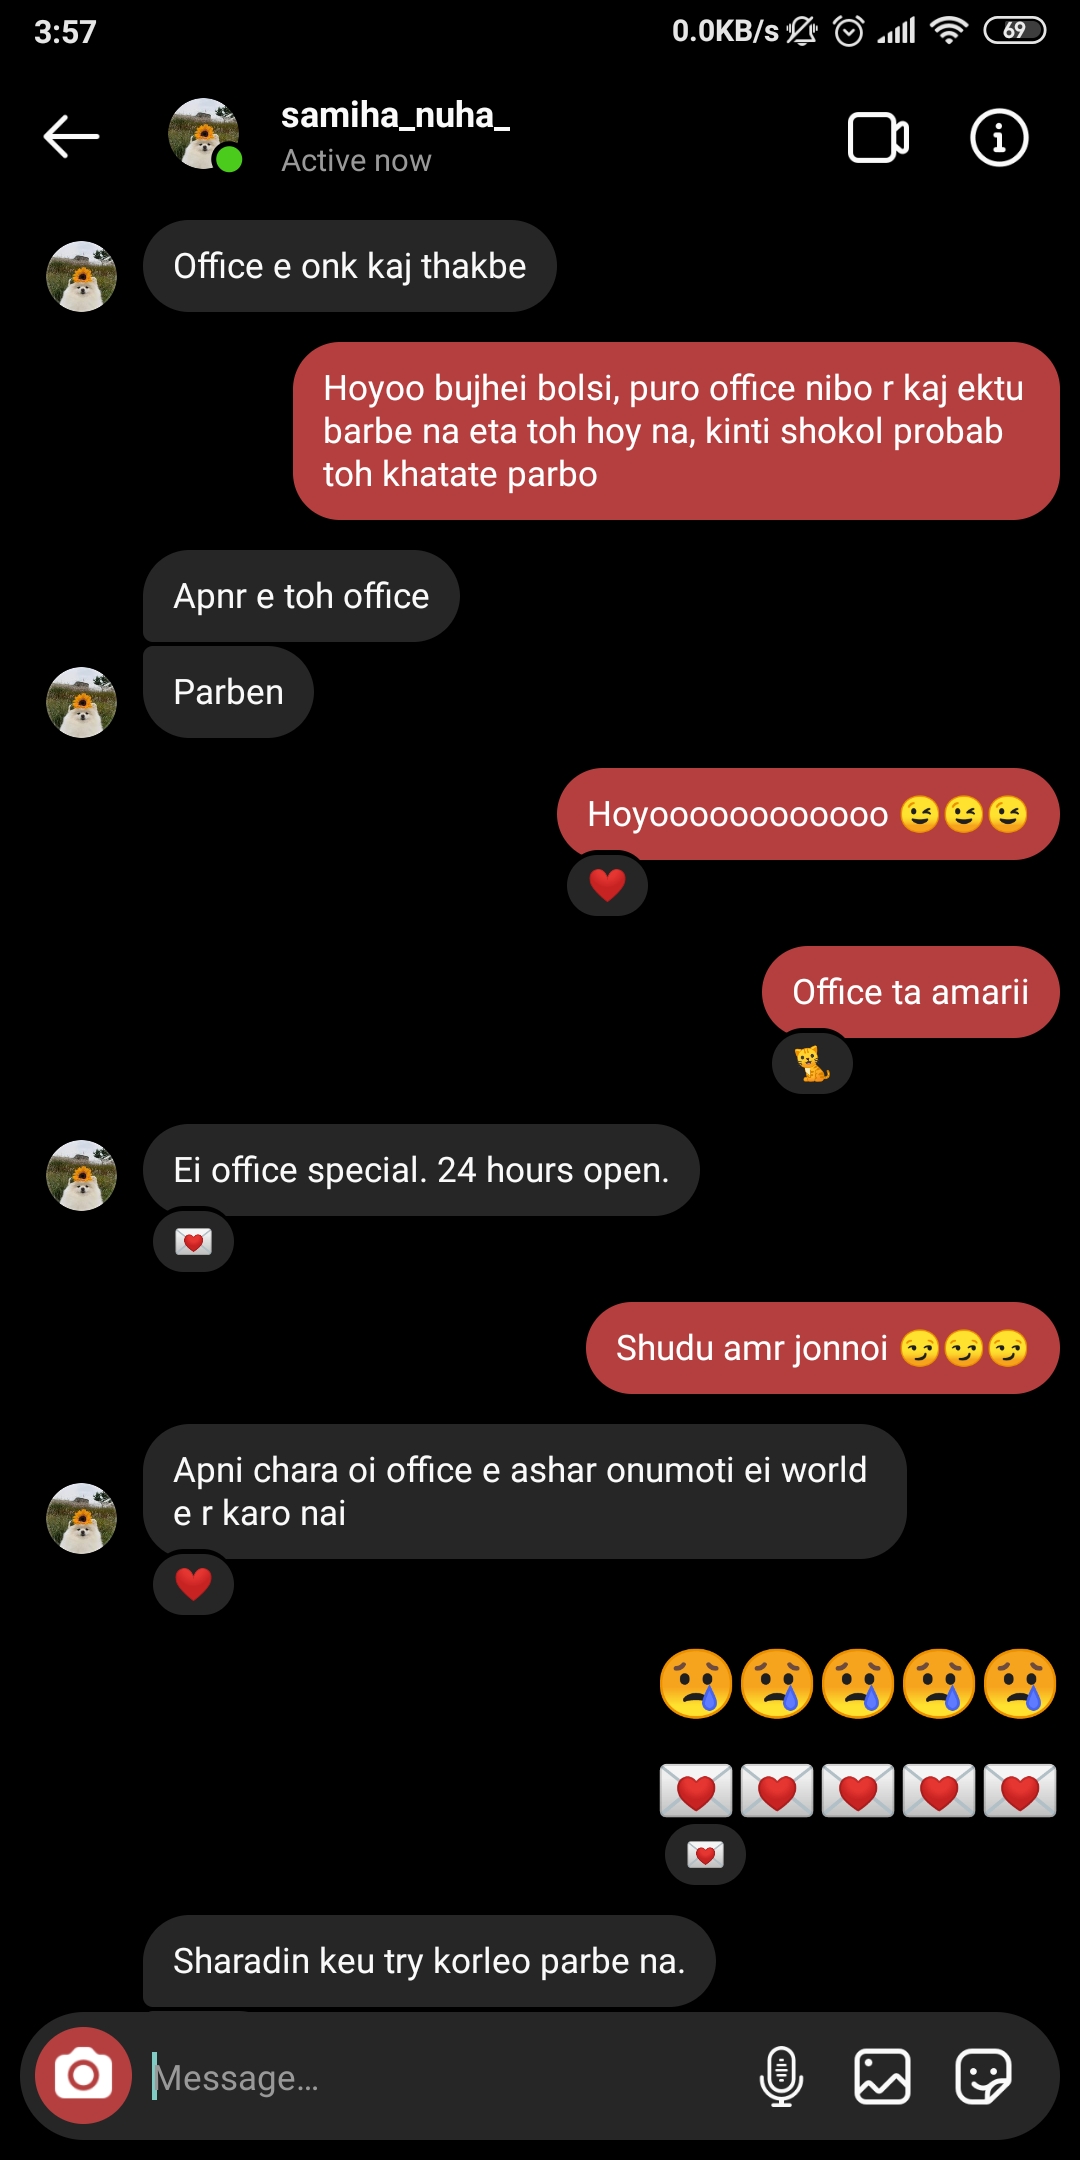 3:57
0.0KB/s
69
samiha_nuha_
Active now
Office e onk kaj thakbe
Hoyoo bujhei bolsi, puro office nibo r kaj ektu
barbe na eta toh hoy na, kinti shokol probab
toh khatate parbo
Apnr e toh office
Parben
Hoyoooooooooooo 😉😉😉
❤️
Office ta amarii
🐈
Ei office special. 24 hours open.
💌
Shudu amr jonnoi 😏😏😏
Apni chara oi office e ashar onumoti ei world
e r karo nai
❤️
😢😢😢😢😢
💌💌💌💌💌
💌
Sharadin keu try korleo parbe na.
Message...